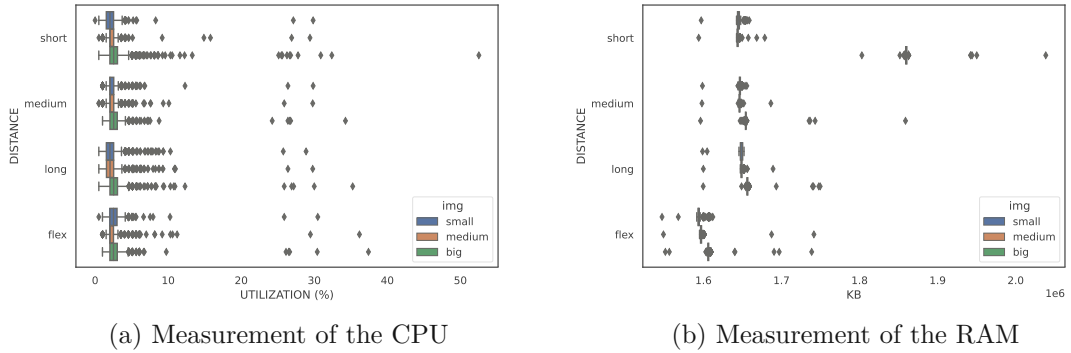 DISTANCE
short
medium
long
flex
img
small
medium
big
0 10 20 30 40 50
UTILIZATION (%)
(a) Measurement of the CPU
DISTANCE
short
medium
long
flex
img
small
medium
big
1.6 1.7 1.8 1.9 2.0
1e6
KB
(b) Measurement of the RAM